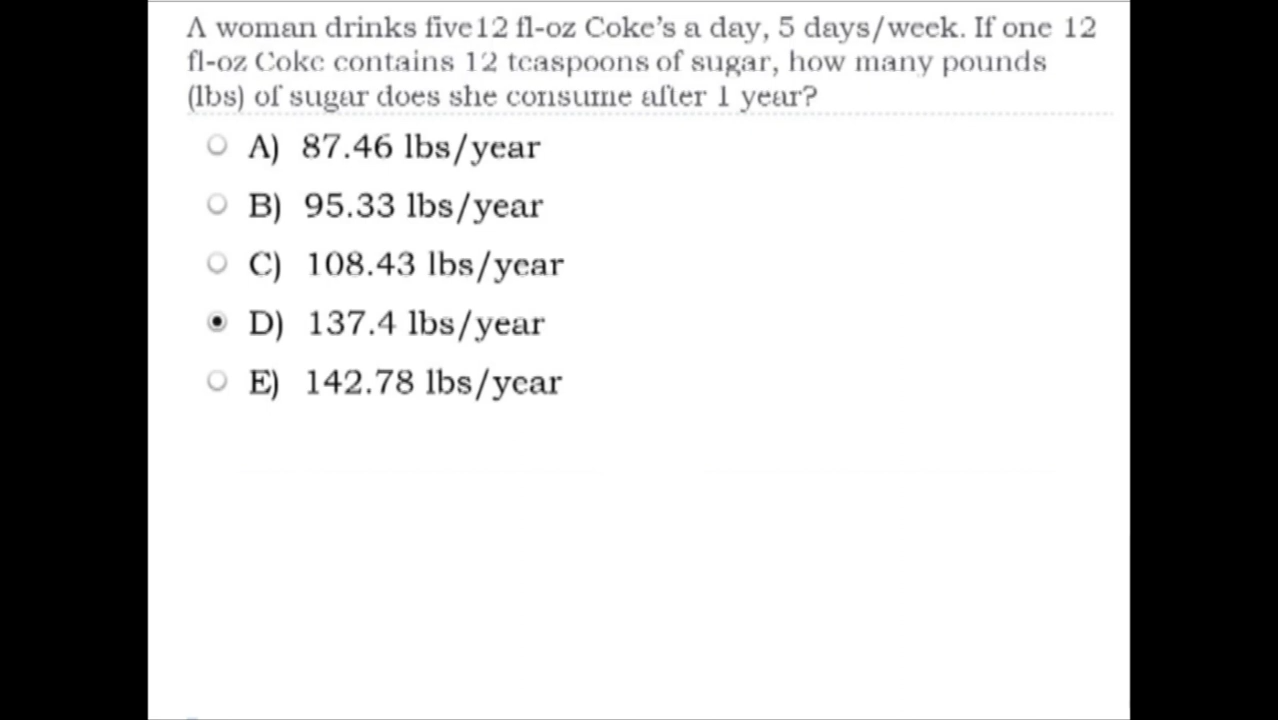 A woman drinks five12 fl-oz Coke's a day, 5 days/week. If one 12
fl-oz Coke contains 12 teaspoons of sugar, how many pounds
(lbs) of sugar does she consume after 1 year?
A) 87.46 lbs/year
B) 95.33 lbs/year
C) 108.43 lbs/year
D) 137.4 lbs/year
E) 142.78 lbs/year